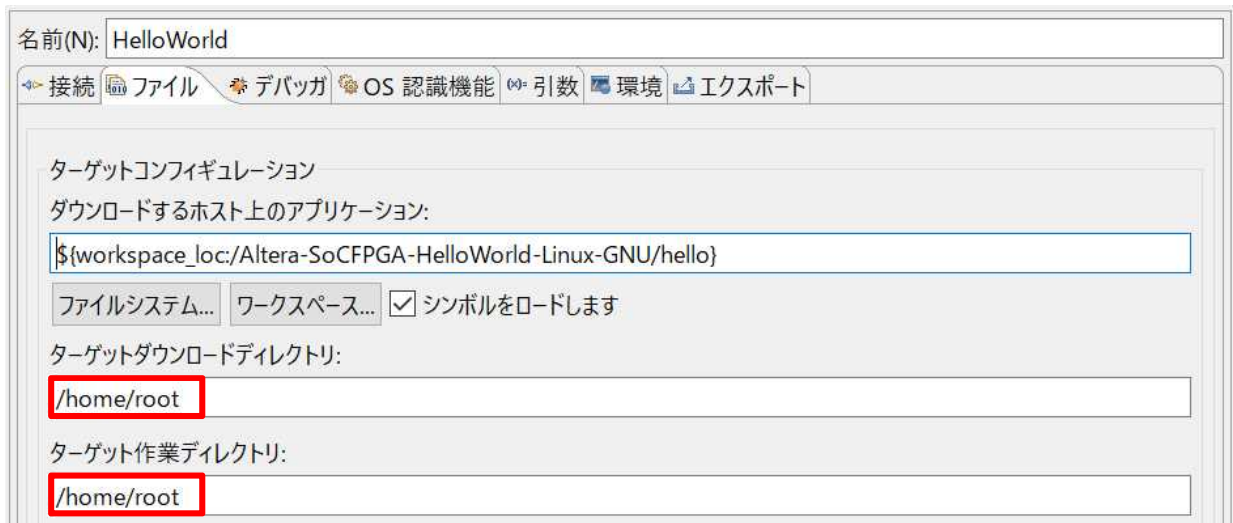 名前(N): HelloWorld
接続 ファイル デバッガ OS 認識機能 引数 環境 エクスポート
ターゲットコンフィギュレーション
ダウンロードするホスト上のアプリケーション:
${workspace_loc:/Altera-SoCFPGA-HelloWorld-Linux-GNU/hello}
ファイルシステム... ワークスペース... シンボルをロードします
ターゲットダウンロードディレクトリ:
/home/root
ターゲット作業ディレクトリ:
/home/root